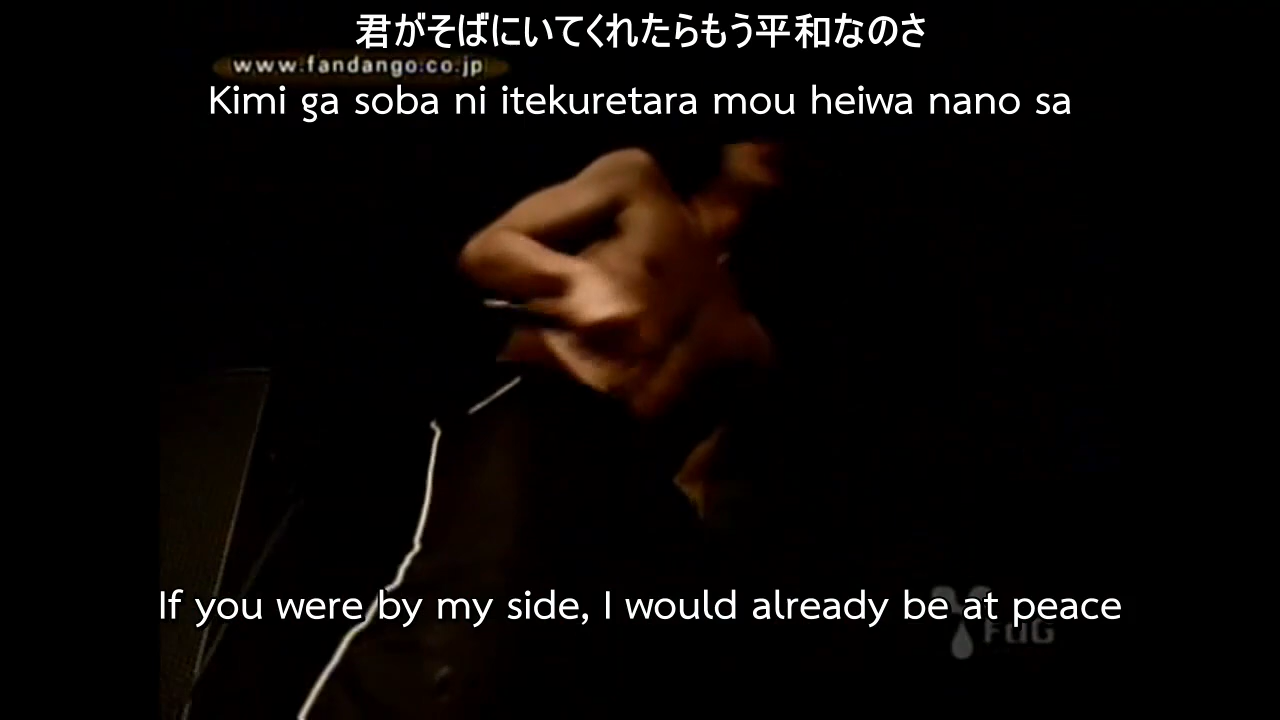 君がそばにいてくれたらもう平和なのさ
www.fandango.co.jp
Kimi ga soba ni itekuretara mou heiwa nano sa
If you were by my side, I would already be at peace
FuG